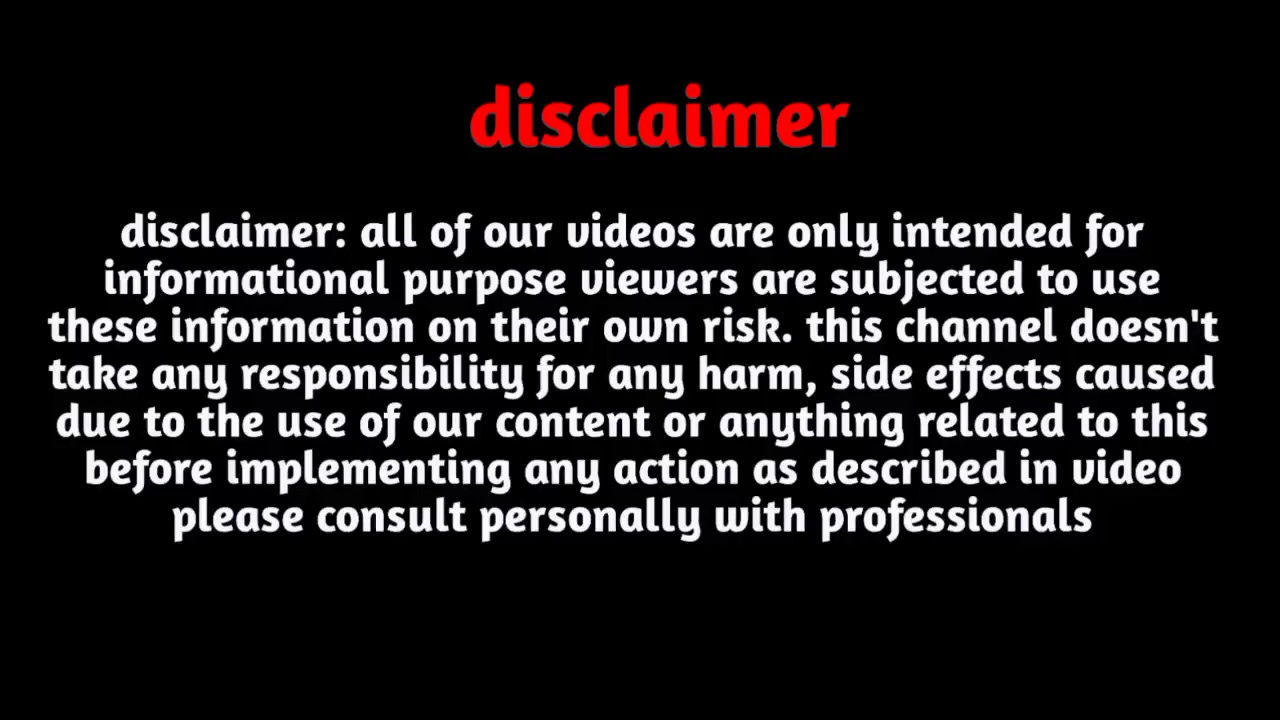 disclaimer
disclaimer: all of our videos are only intended for
informational purpose viewers are subjected to use
these information on their own risk. this channel doesn't
take any responsibility for any harm, side effects caused
due to the use of our content or anything related to this
before implementing any action as described in video
please consult personally with professionals